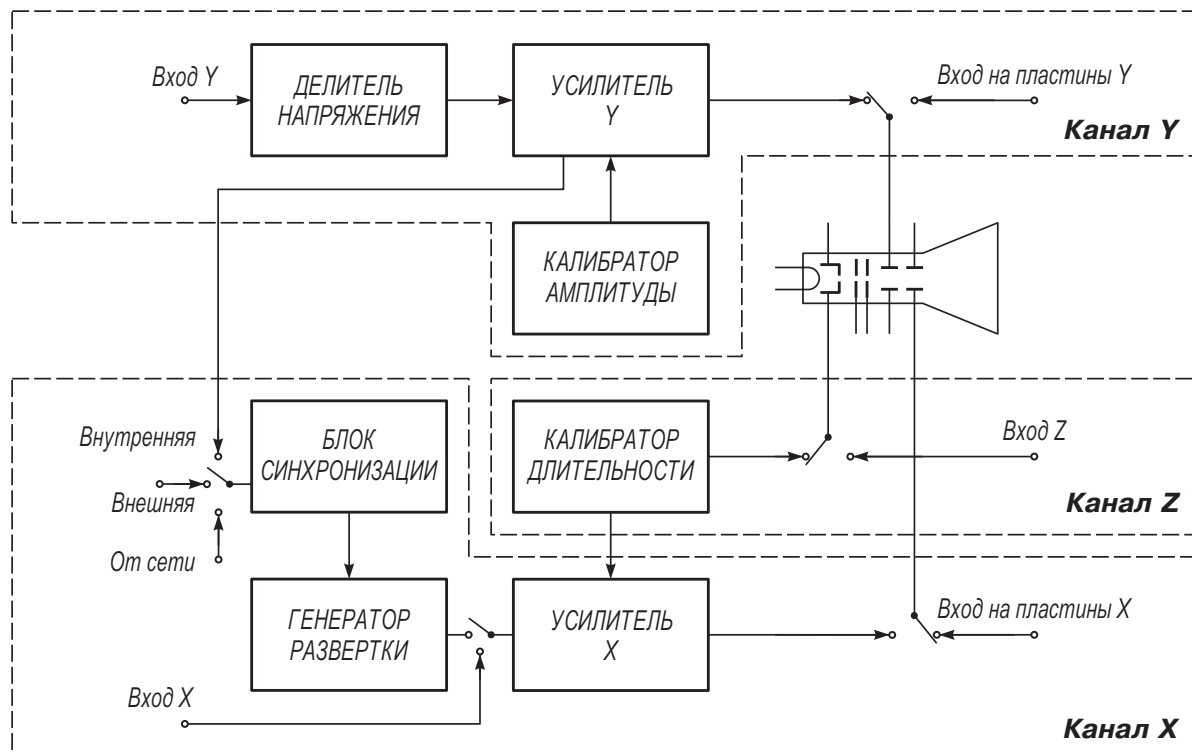 Вход Y
ДЕЛИТЕЛЬ
НАПРЯЖЕНИЯ
УСИЛИТЕЛЬ
Y
Вход на пластины Y
Канал Y
КАЛИБРАТОР
АМПЛИТУДЫ
Внутренняя
Внешняя
От сети
БЛОК
СИНХРОНИЗАЦИИ
КАЛИБРАТОР
ДЛИТЕЛЬНОСТИ
Вход Z
Канал Z
ГЕНЕРАТОР
РАЗВЕРТКИ
УСИЛИТЕЛЬ
X
Вход на пластины X
Вход X
Канал X